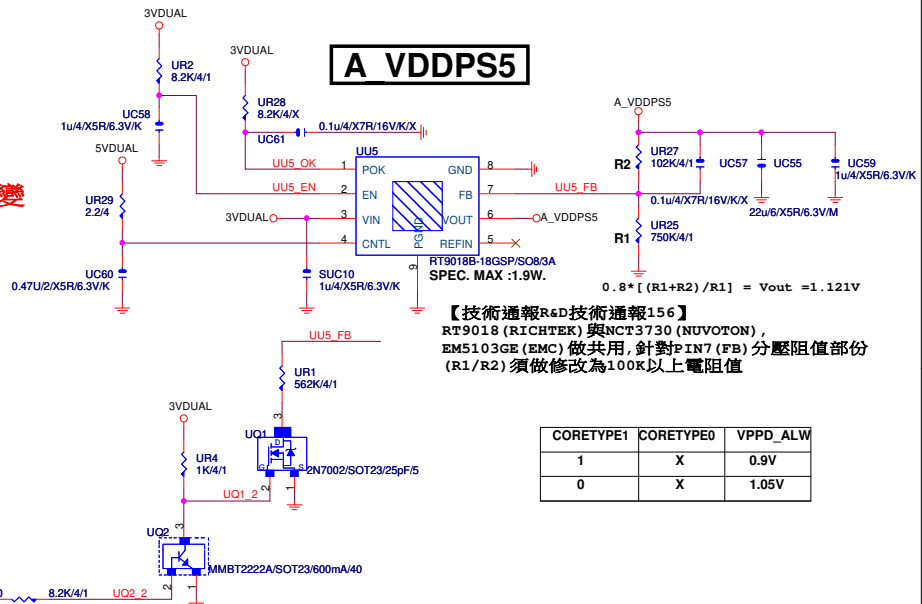 3VDUAL
UR2
8.2K/4/1
UC58
1u/4/X5R/6.3V/K
3VDUAL
UR28
8.2K/4/X
UC61
0.1u/4/X7R/16V/K/X
A_VDDPS5
5VDUAL
UR29
2.2/4
變
UC60
0.47U/2/X5R/6.3V/K
UU5_OK
UU5_EN
3VDUAL
SUC10
1u/4/X5R/6.3V/K
UU5
1 POK GND 8
2 EN FB 7
3 VIN VOUT 6
4 CNTL REFIN 5
PGND
9
UU5_FB
A_VDDPS5
RT9018B-18GSP/SO8/3A
SPEC. MAX :1.9W.
A_VDDPS5
R2
UR27
102K/4/1
UC57
0.1u/4/X7R/16V/K/X
UC55
22u/6/X5R/6.3V/M
UC59
1u/4/X5R/6.3V/K
R1
UR25
750K/4/1
0.8*[(R1+R2)/R1] = Vout =1.121V
【技術通報R&D技術通報156】
RT9018(RICHTEK)與NCT3730(NUVOTON),
EM5103GE(EMC)做共用,針對PIN7(FB)分壓阻值部份
(R1/R2)須做修改為100K以上電阻值
UU5_FB
UR1
562K/4/1
3
UQ1
D
G
S
2N7002/SOT23/25pF/5
2
1
3VDUAL
UR4
1K/4/1
UQ1_2
3
UQ2
MMBT2222A/SOT23/600mA/40
2
1
8.2K/4/1
UQ2_2
CORETYPE1 CORETYPE0 VPPD_ALW
1 X 0.9V
0 X 1.05V